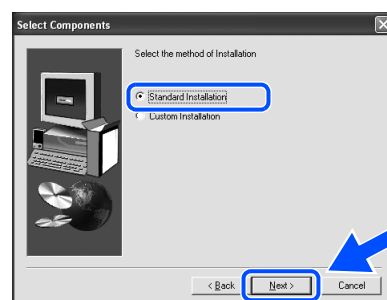 Select Components
Select the method of Installation
Standard Installation
Custom Installation
< Back
Next >
Cancel